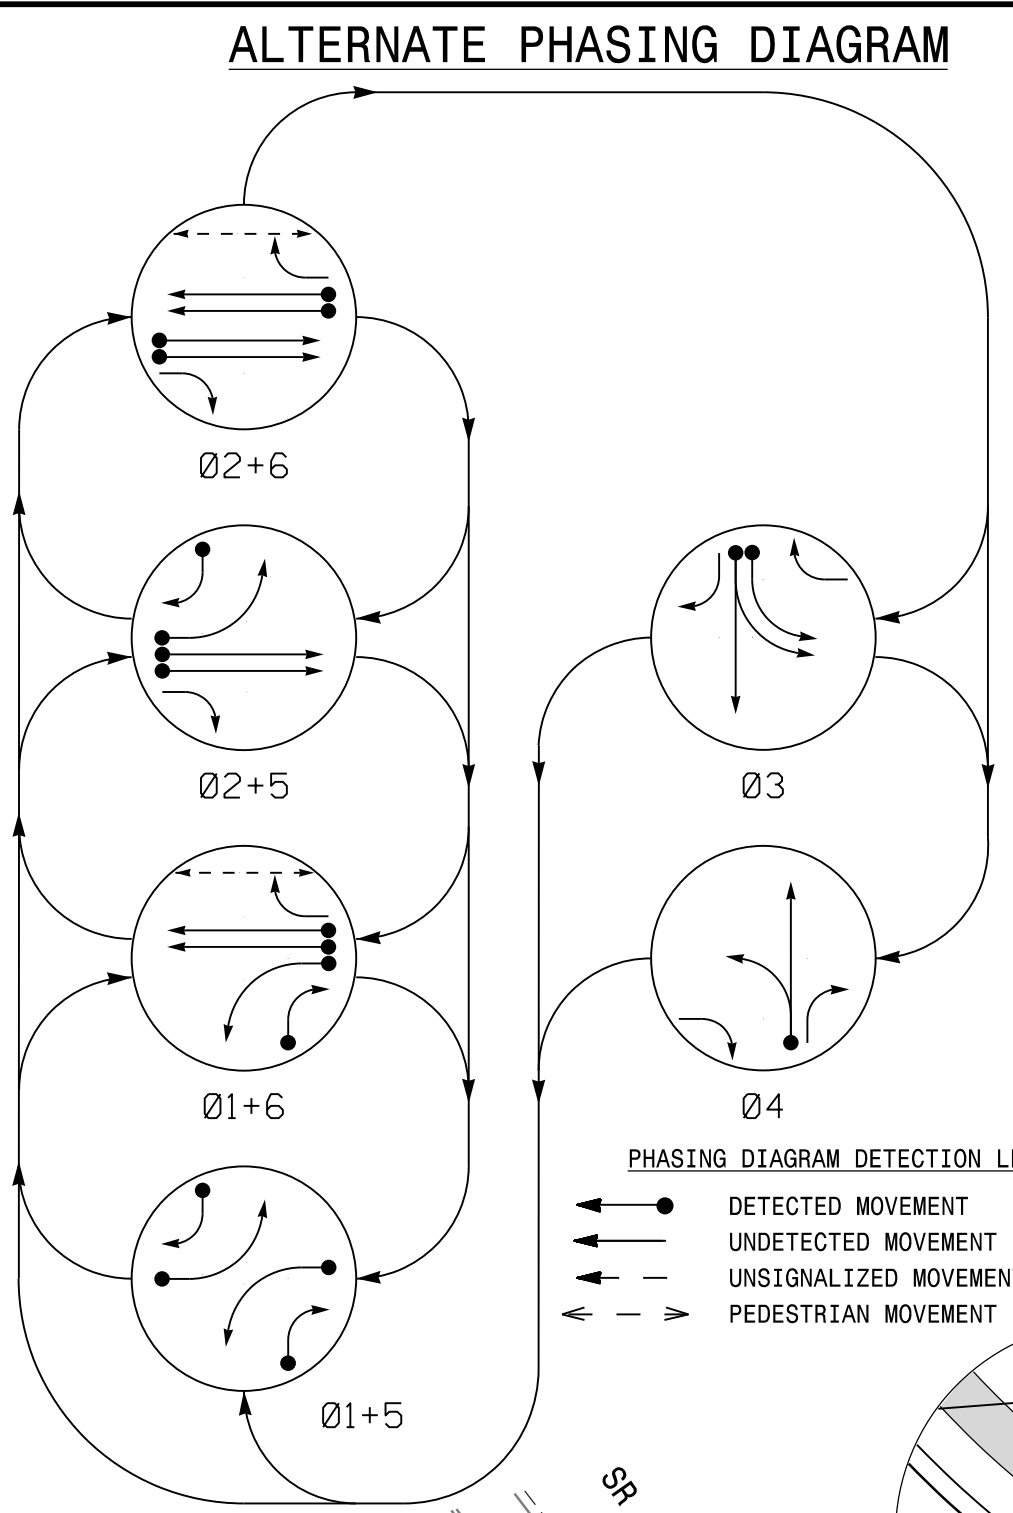 ALTERNATE PHASING DIAGRAM
Ø2+6
Ø2+5
Ø3
Ø1+6
Ø4
PHASING DIAGRAM DETECTION
DETECTED MOVEMENT
UNDETECTED MOVEMENT
UNSIGNALIZED MOVEMENT
PEDESTRIAN MOVEMENT
Ø1+5
SR